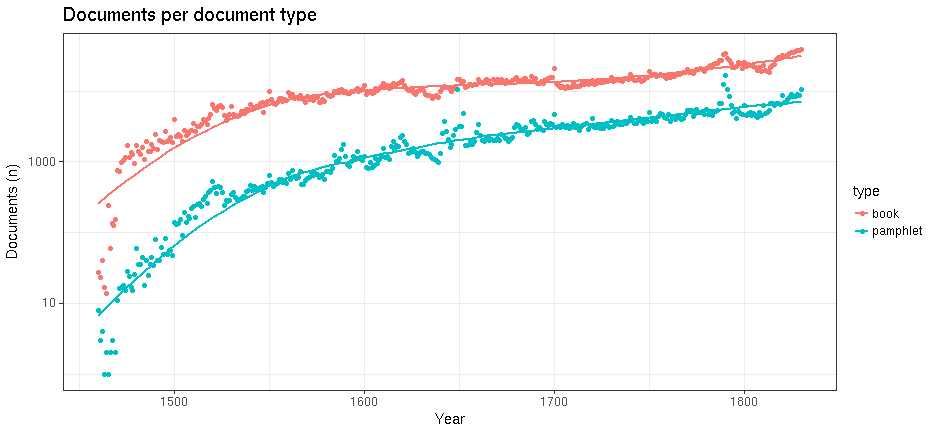 Documents per document type
Documents (n)
1000
10
1500
1600
1700
1800
Year
type
book
pamphlet